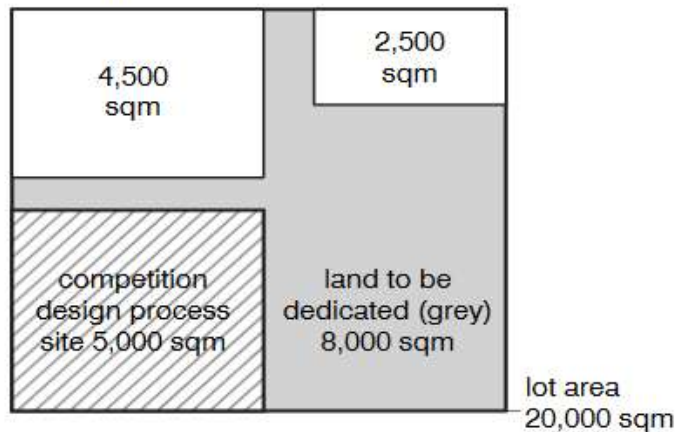 4,500
sqm
2,500
sqm
competition
design process
site 5,000 sqm
land to be
dedicated (grey)
8,000 sqm
lot area
20,000 sqm